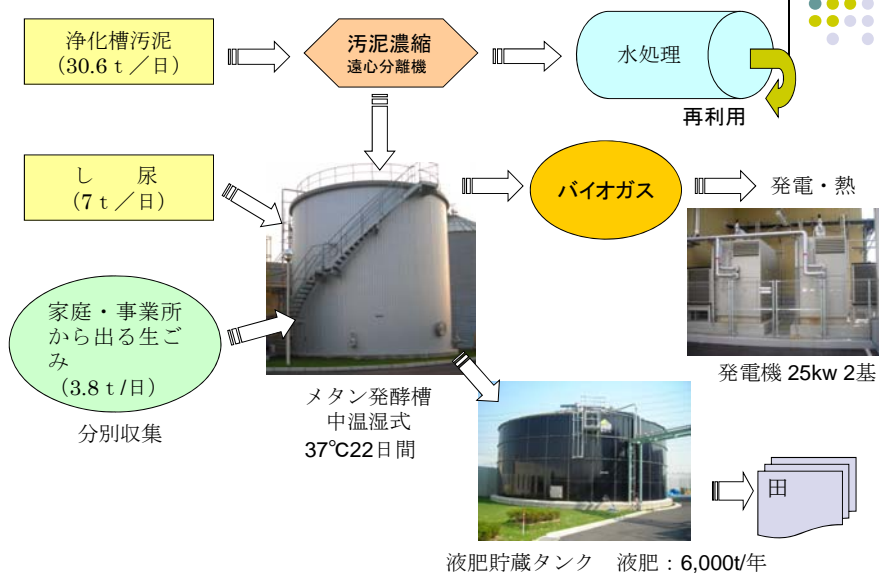 浄化槽汚泥
（30.6 t ／日）
汚泥濃縮
遠心分離機
水処理
再利用
し　　尿
（7 t ／日）
バイオガス
発電・熱
家庭・事業所
から出る生ご
み
（3.8 t /日）
分別収集
メタン発酵槽
中温湿式
37℃22日間
発電機 25kw 2基
田
液肥貯蔵タンク　液肥：6,000t/年